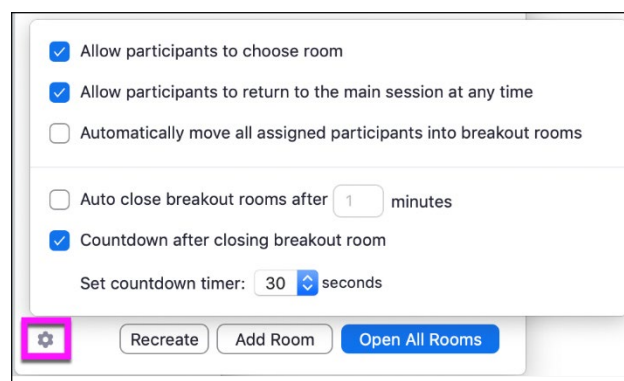 Allow participants to choose room
Allow participants to return to the main session at any time
Automatically move all assigned participants into breakout rooms
Auto close breakout rooms after 1 minutes
Countdown after closing breakout room
Set countdown timer: 30 seconds
Recreate Add Room Open All Rooms